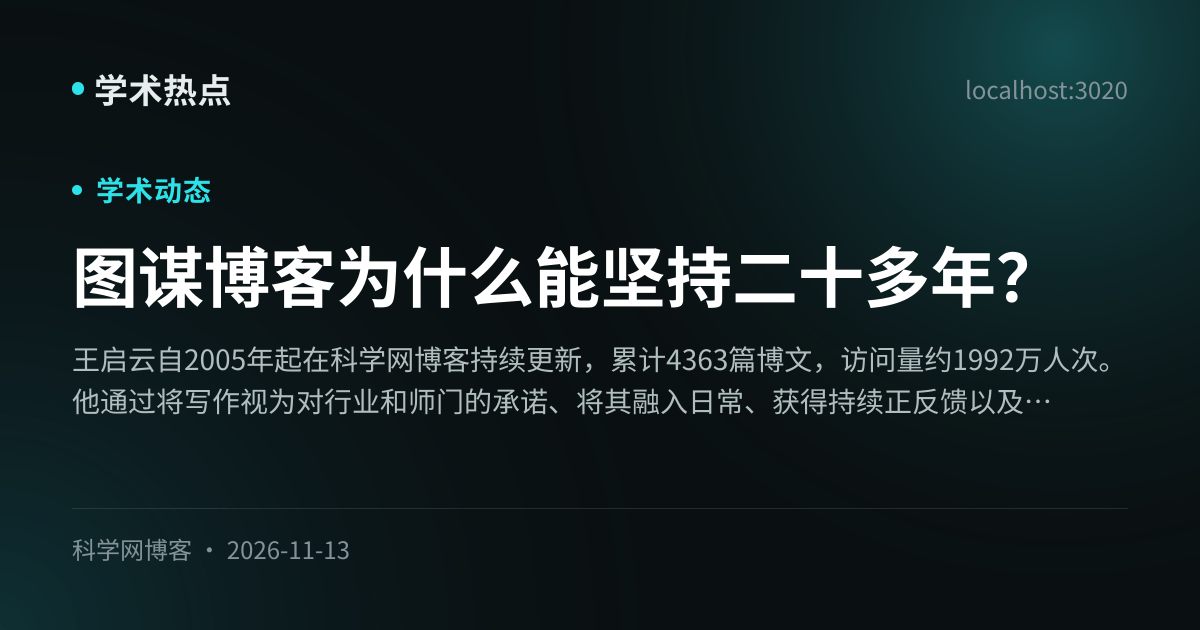 学术热点
localhost:3020
学术动态
图谋博客为什么能坚持二十多年？
王启云自2005年起在科学网博客持续更新，累计4363篇博文，访问量约1992万人次。
他通过将写作视为对行业和师门的承诺、将其融入日常、获得持续正反馈以及…
科学网博客 · 2026-11-13